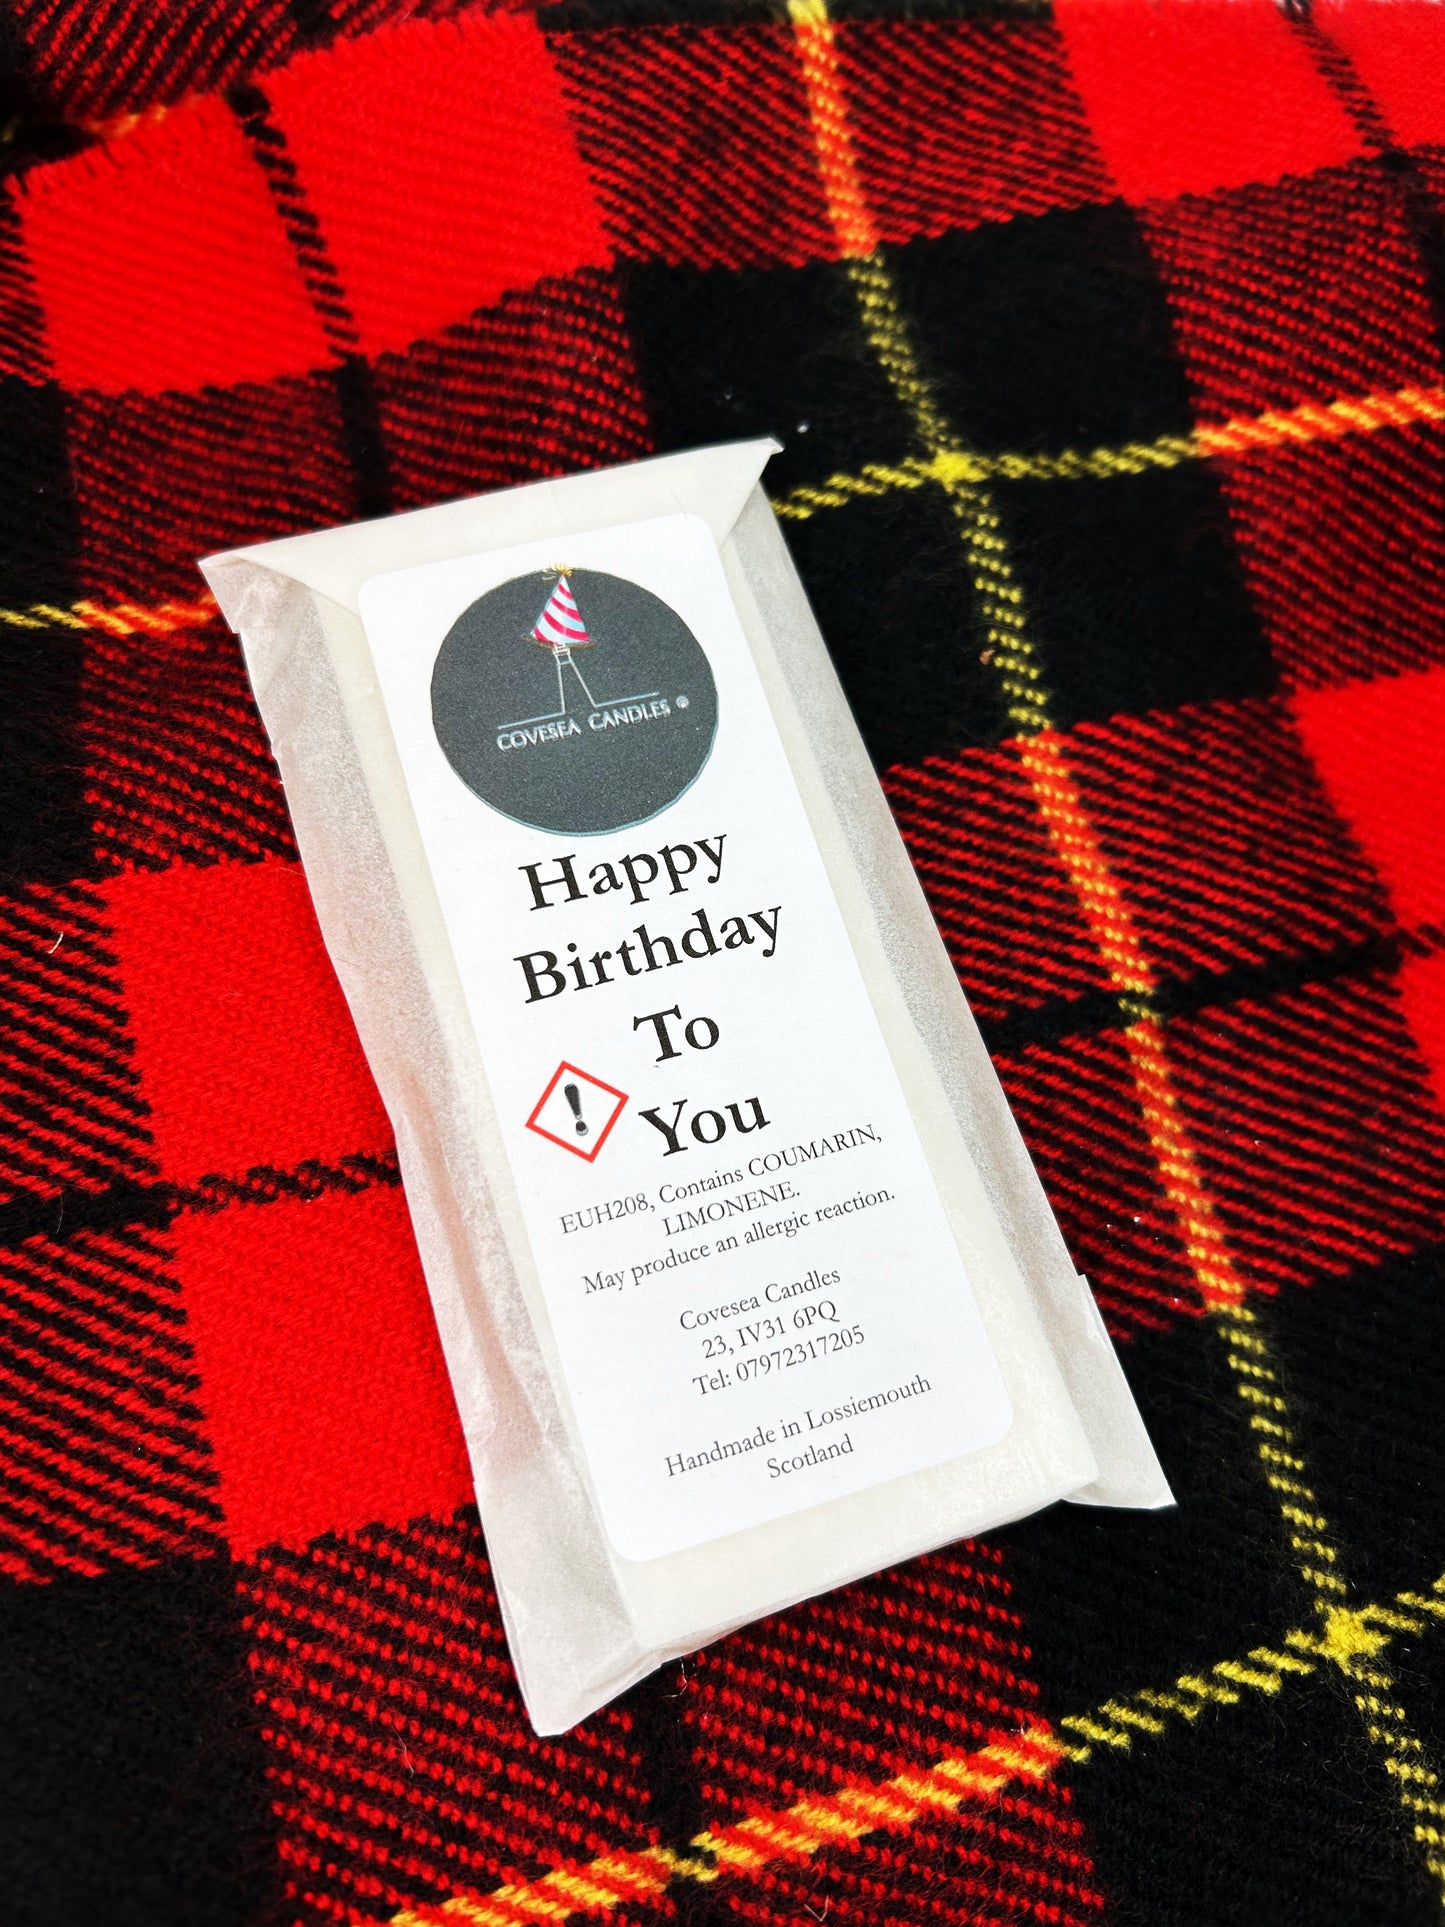 COVESEA CANDLES ®
Happy
Birthday
To
You
EUH208, Contains COUMARIN,
LIMONENE.
May produce an allergic reaction.
Covesea Candles
23, IV31 6PQ
Tel: 07972317205
Handmade in Lossiemouth
Scotland